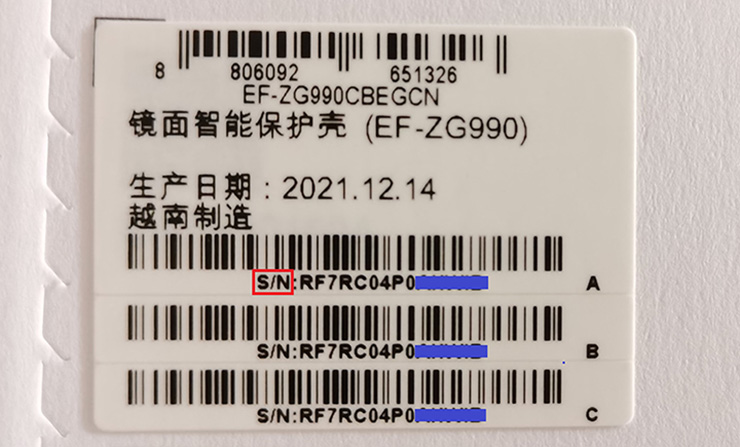 8 806092 651326
EF-ZG990CBEGCN
镜面智能保护壳 (EF-ZG990)
生产日期：2021.12.14
越南制造
S/N:RF7RC04P0 A
S/N:RF7RC04P0 B
S/N:RF7RC04P0 C